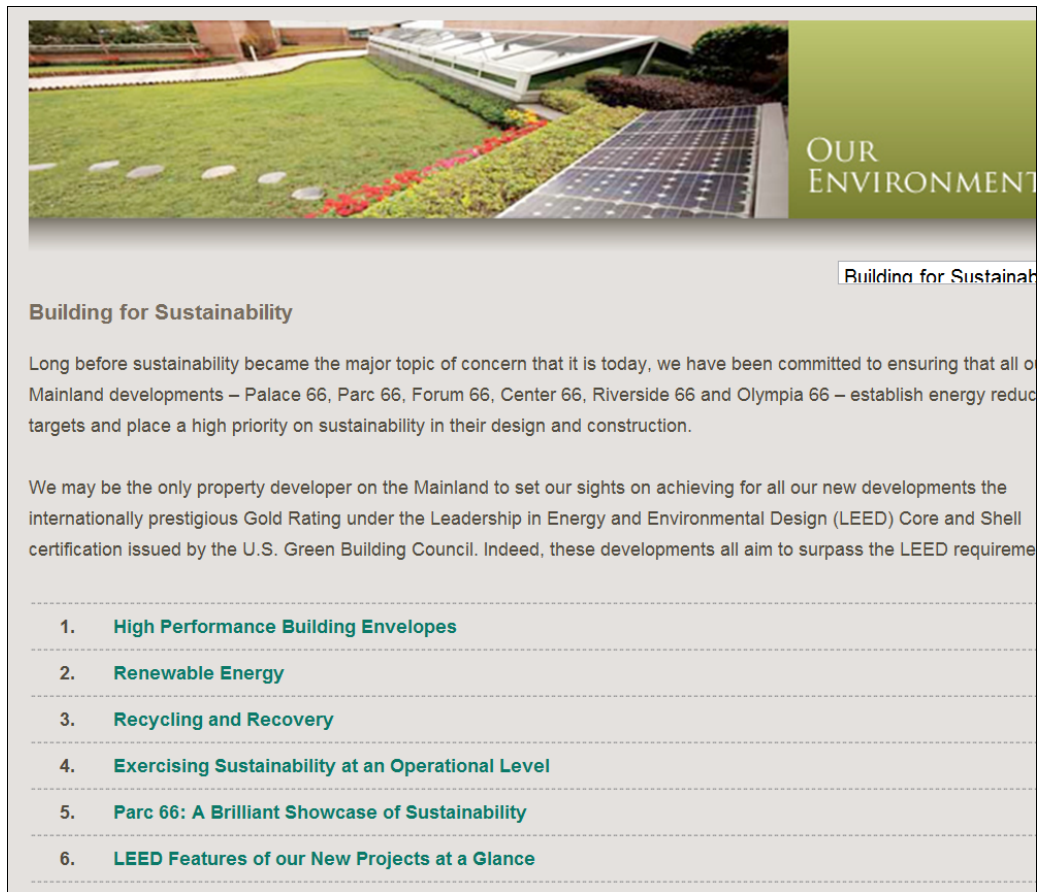 OUR
ENVIRONMENT
Building for Sustainab
Building for Sustainability
Long before sustainability became the major topic of concern that it is today, we have been committed to ensuring that all ou
Mainland developments – Palace 66, Parc 66, Forum 66, Center 66, Riverside 66 and Olympia 66 – establish energy reduc
targets and place a high priority on sustainability in their design and construction.
We may be the only property developer on the Mainland to set our sights on achieving for all our new developments the
internationally prestigious Gold Rating under the Leadership in Energy and Environmental Design (LEED) Core and Shell
certification issued by the U.S. Green Building Council. Indeed, these developments all aim to surpass the LEED requireme
1. High Performance Building Envelopes
2. Renewable Energy
3. Recycling and Recovery
4. Exercising Sustainability at an Operational Level
5. Parc 66: A Brilliant Showcase of Sustainability
6. LEED Features of our New Projects at a Glance